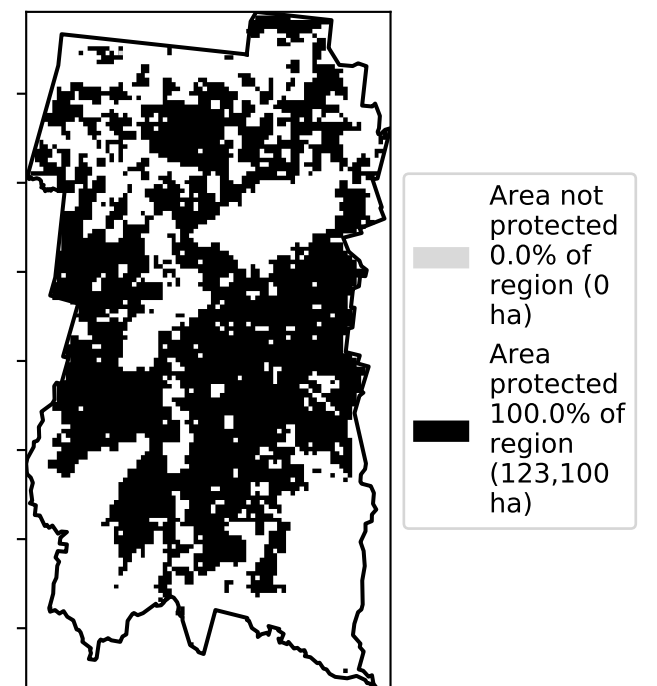 Area not
protected
0.0% of
region (0
ha)
Area
protected
100.0% of
region
(123,100
ha)